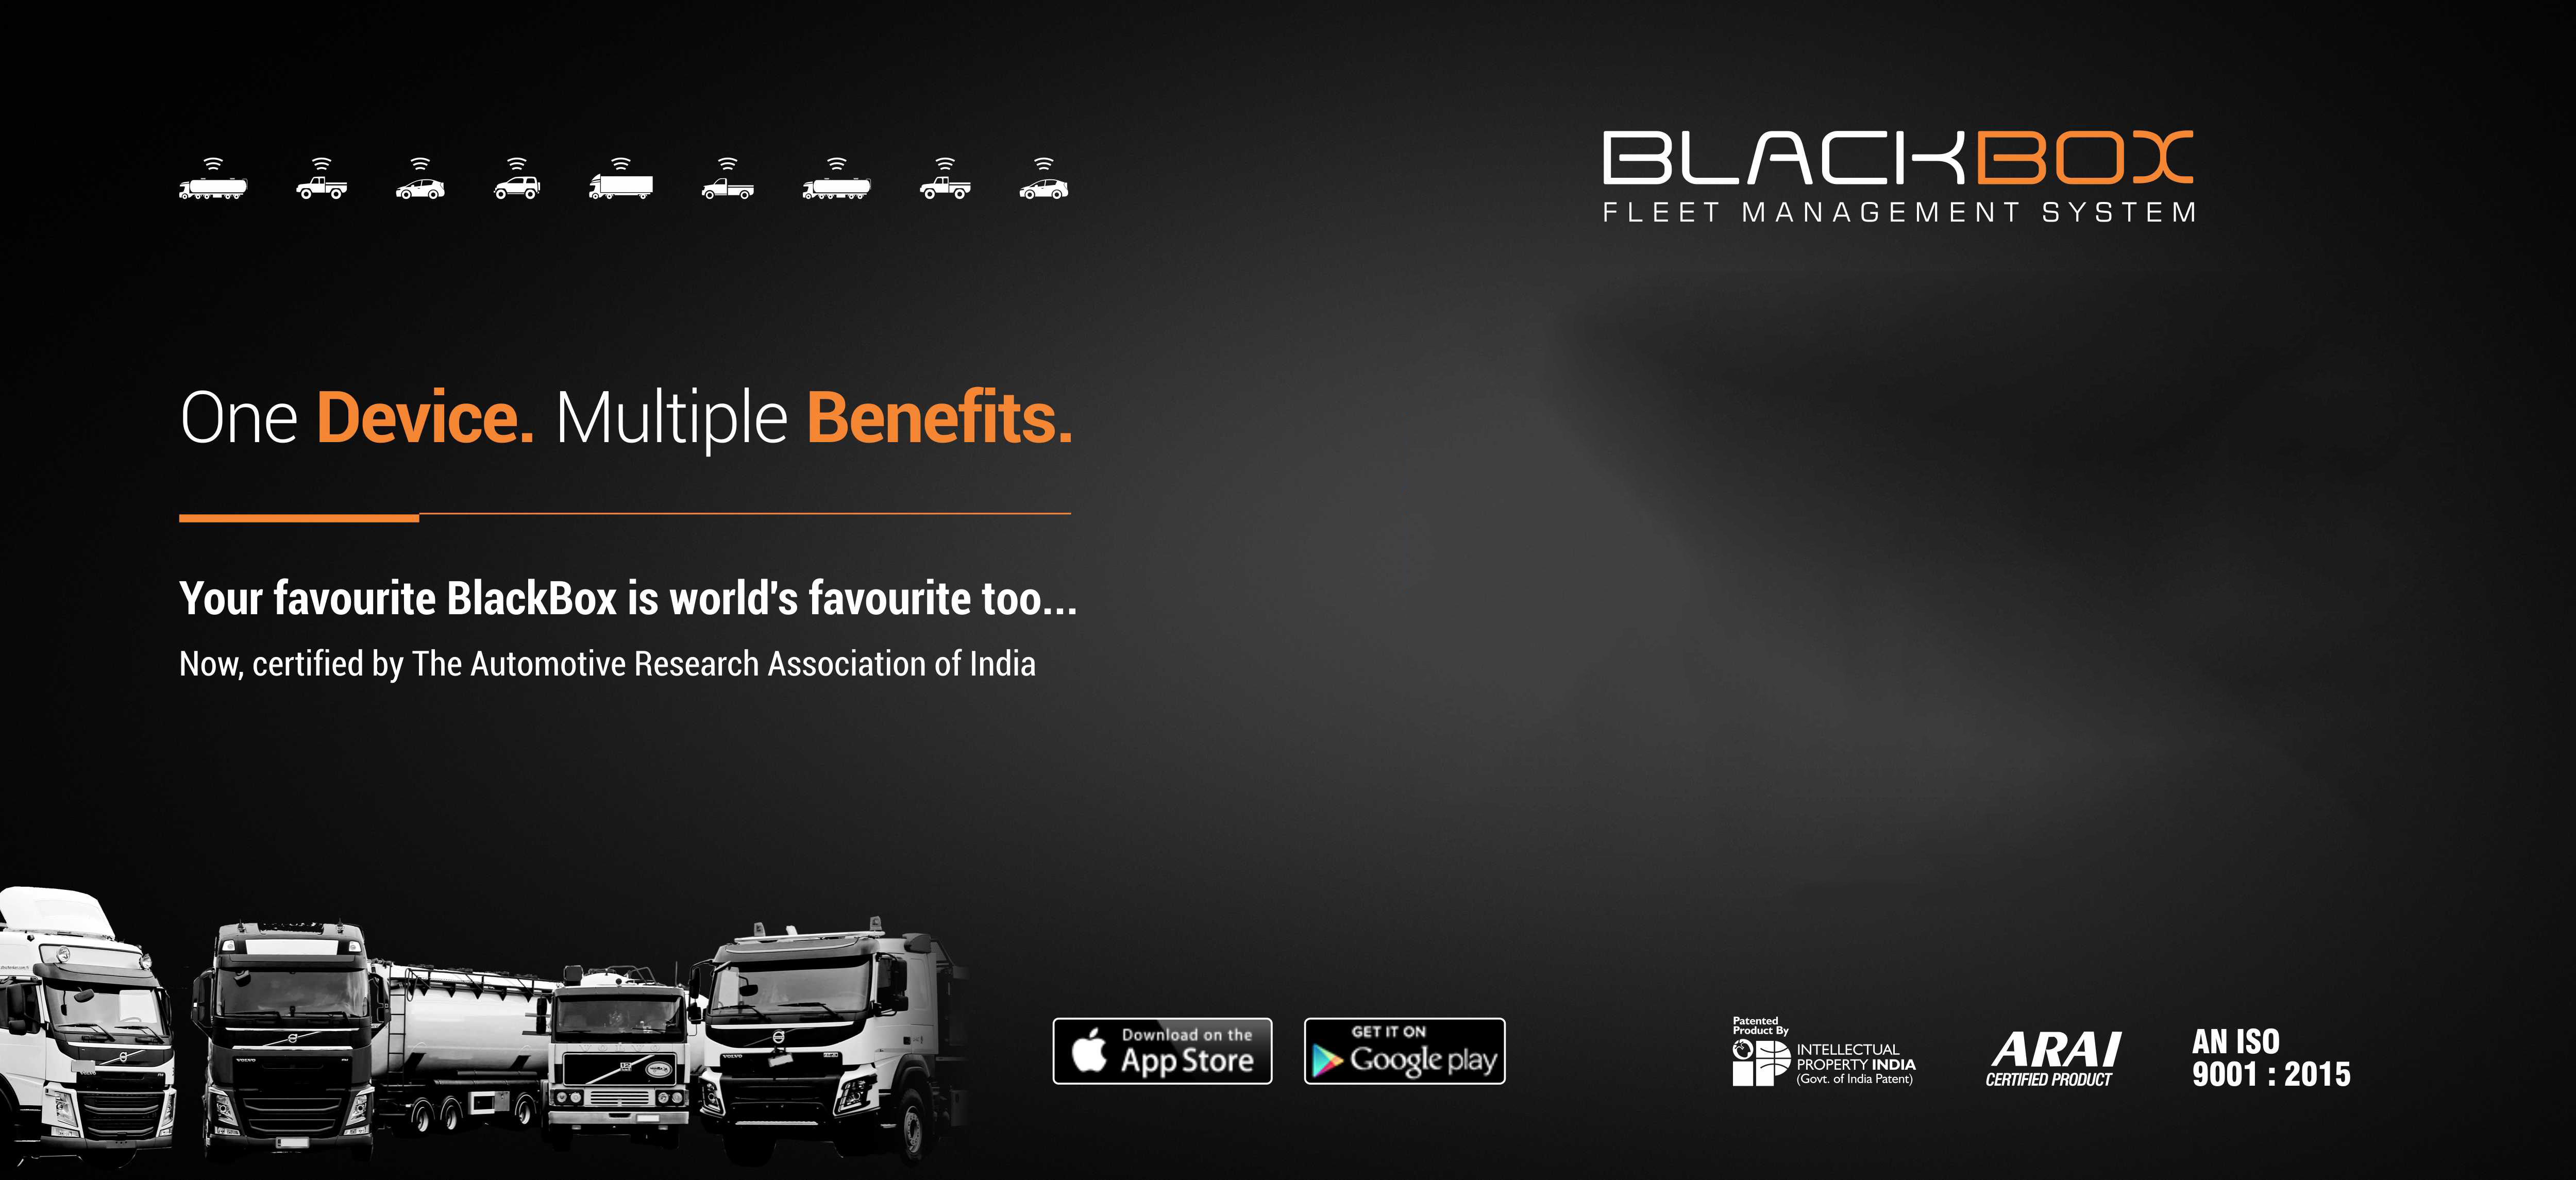 BLACKBOX
FLEET MANAGEMENT SYSTEM
One Device. Multiple Benefits.
Your favourite BlackBox is world's favourite too...
Now, certified by The Automotive Research Association of India
VOLVO
VOLVO
Download on the
App Store
GET IT ON
Google play
Patented
Product By
INTELLECTUAL
PROPERTY INDIA
(Govt. of India Patent)
ARAI
CERTIFIED PRODUCT
AN ISO
9001 : 2015